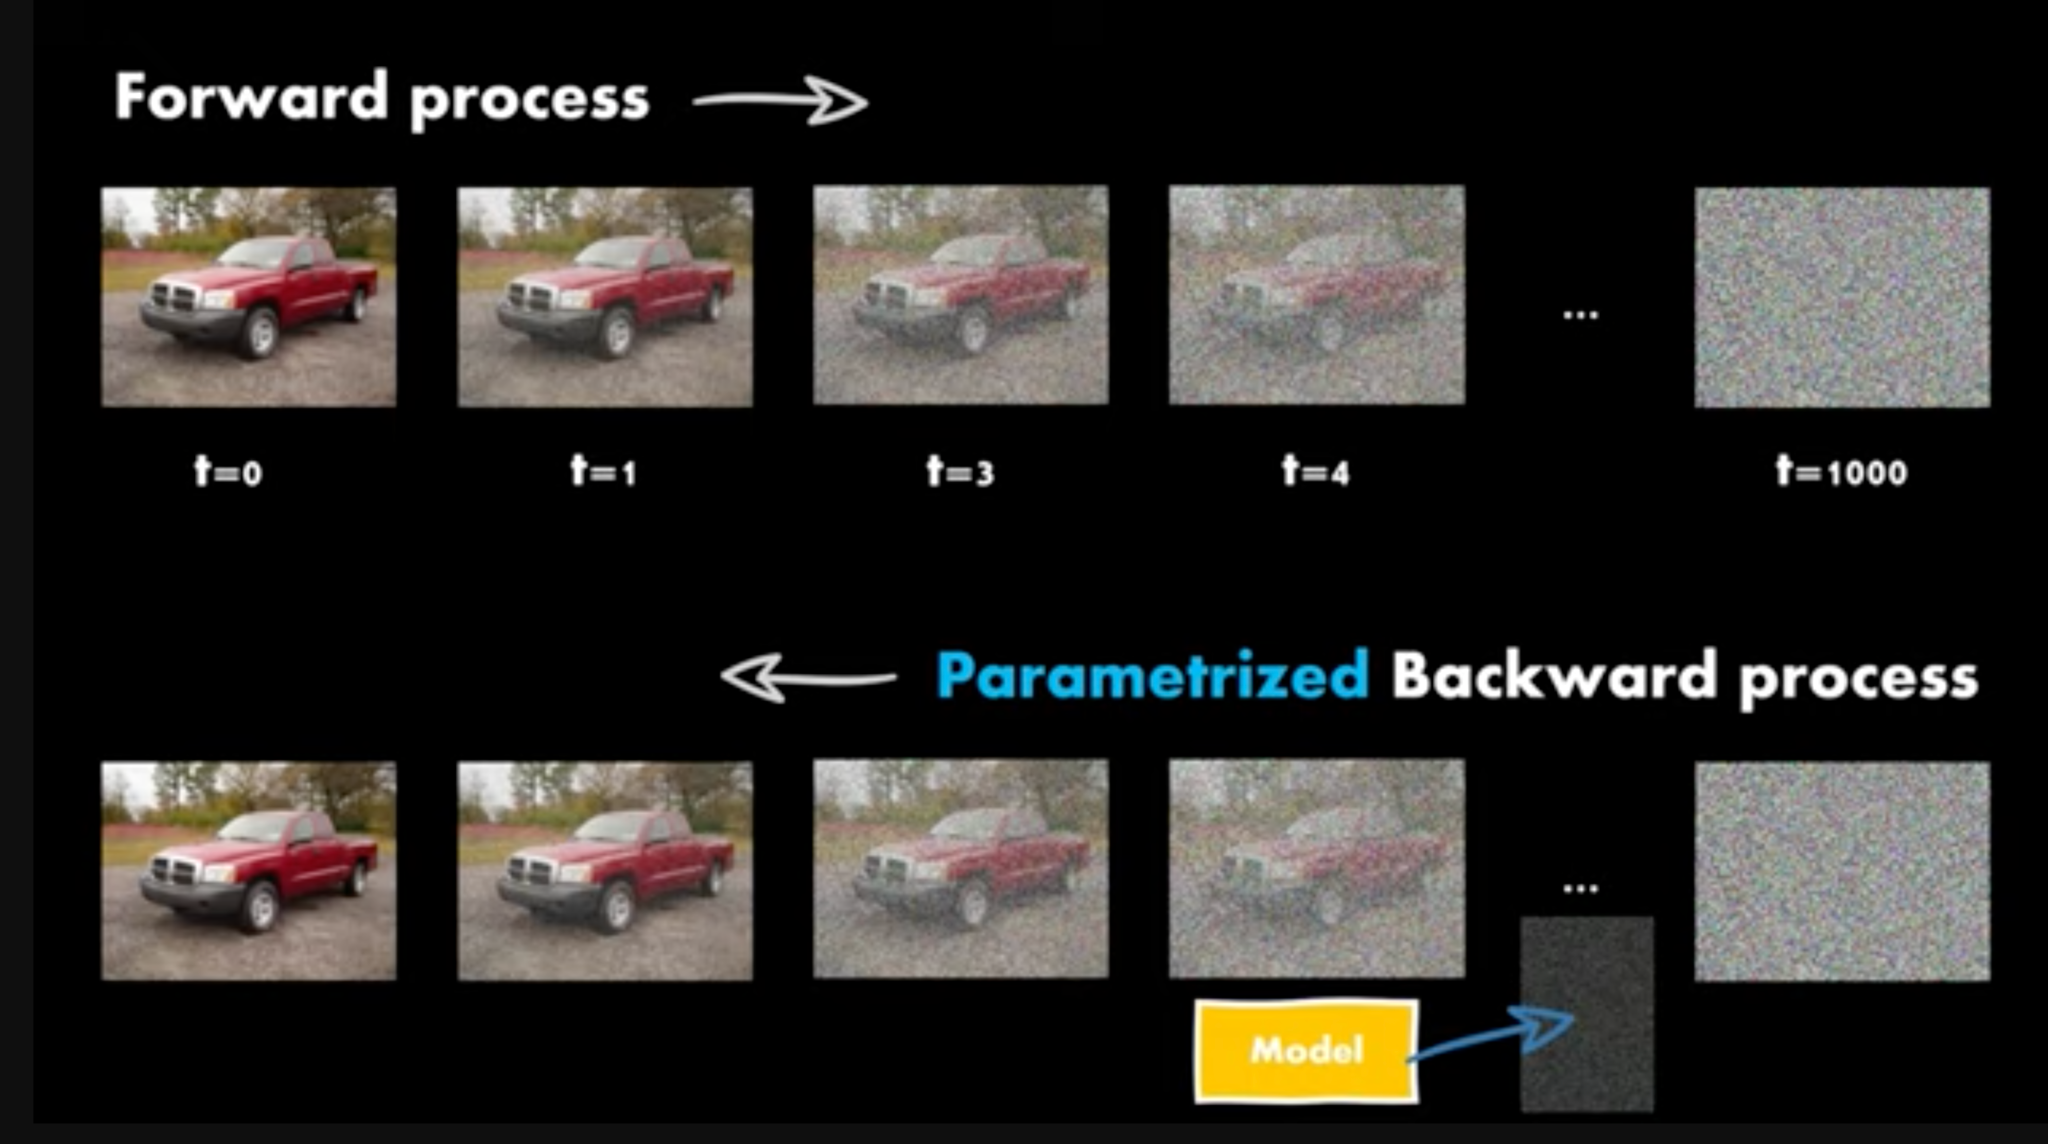 Forward process
...
t=0 t=1 t=3 t=4 t=1000
Parametrized Backward process
...
Model